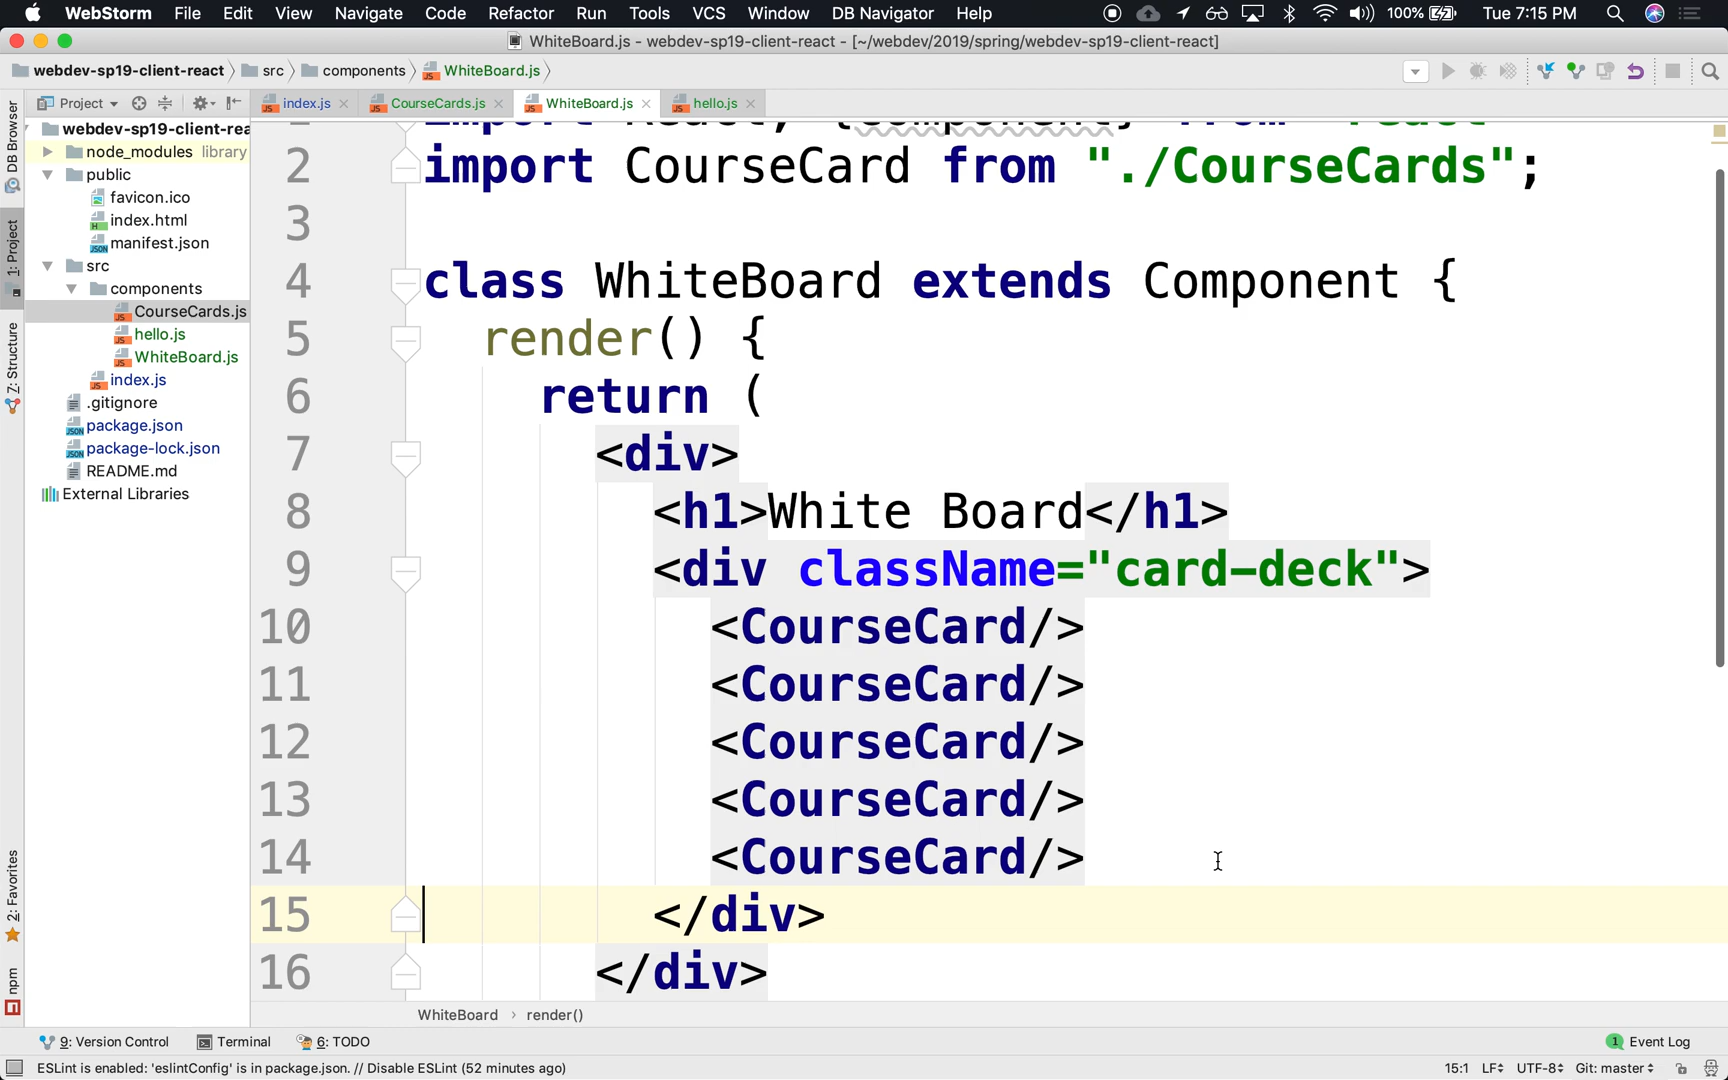 WebStorm File Edit View Navigate Code Refactor Run Tools VCS Window DB Navigator Help 100% Tue 7:15 PM
WhiteBoard.js - webdev-sp19-client-react - [~/webdev/2019/spring/webdev-sp19-client-react]
webdev-sp19-client-react src components WhiteBoard.js
Project index.js CourseCards.js WhiteBoard.js hello.js
DB Browser
1: Project
7: Structure
2: Favorites
npm
webdev-sp19-client-rea
node_modules library
public
favicon.ico
index.html
manifest.json
src
components
CourseCards.js
hello.js
WhiteBoard.js
index.js
.gitignore
package.json
package-lock.json
README.md
External Libraries
import React, {component} from "react"
2 import CourseCard from "./CourseCards";
3
4 class WhiteBoard extends Component {
5 render() {
6 return (
7 <div>
8 <h1>White Board</h1>
9 <div className="card-deck">
10 <CourseCard/>
11 <CourseCard/>
12 <CourseCard/>
13 <CourseCard/>
14 <CourseCard/>
15 </div>
16 </div>
WhiteBoard › render()
9: Version Control Terminal 6: TODO 1 Event Log
ESLint is enabled: 'eslintConfig' is in package.json. // Disable ESLint (52 minutes ago) 15:1 LF UTF-8 Git: master